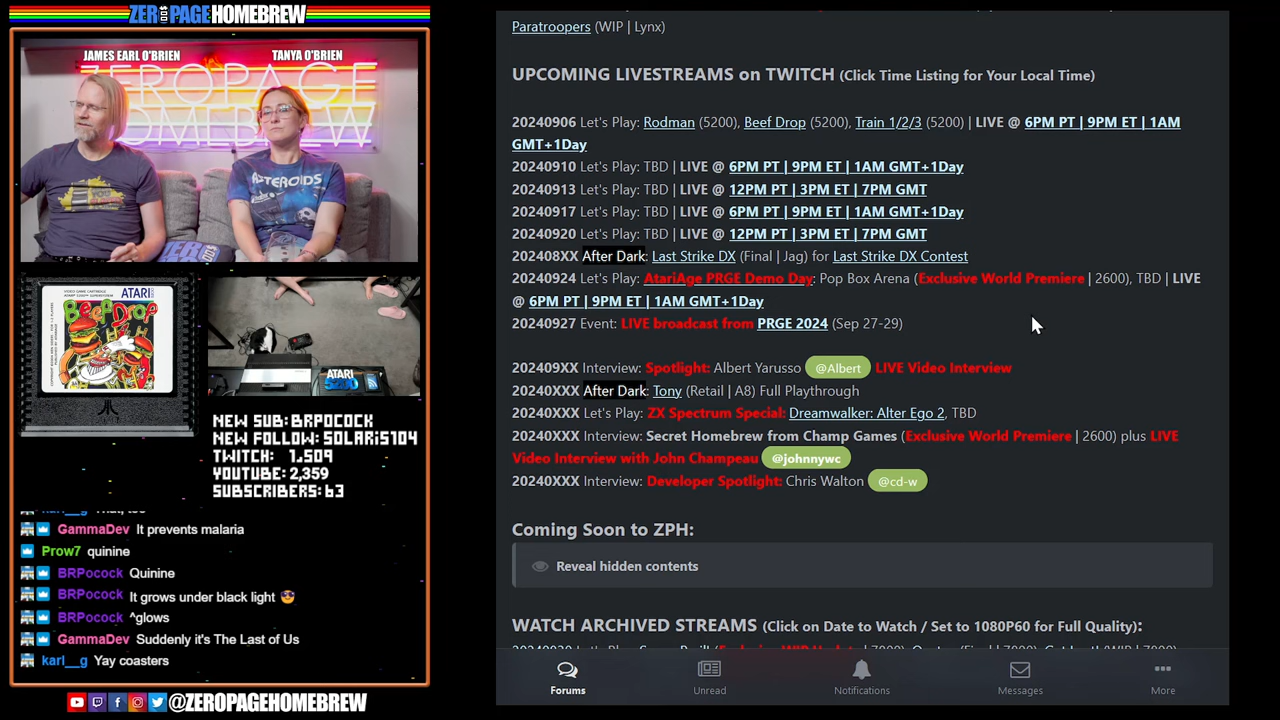 ZEROPAGEHOMEBREW
JAMES EARL O'BRIEN
TANYA O'BRIEN
ZEROPAGE
HOMEBREW
ASTEROIDS
ATARI
BeefDrop
ATARI
5200
NEW SUB: BRPOCOCK
NEW FOLLOW: SOLARIS104
TWITCH: 1,509
YOUTUBE: 2,359
SUBSCRIBERS: 63
karl__g That, too
GammaDev It prevents malaria
Prow7 quinine
BRPocock Quinine
BRPocock It grows under black light
BRPocock ^glows
GammaDev Suddenly it's The Last of Us
karl__g Yay coasters
@ZEROPAGEHOMEBREW
Paratroopers (WIP | Lynx)
UPCOMING LIVESTREAMS on TWITCH (Click Time Listing for Your Local Time)
20240906 Let's Play: Rodman (5200), Beef Drop (5200), Train 1/2/3 (5200) | LIVE @ 6PM PT | 9PM ET | 1AM
GMT+1Day
20240910 Let's Play: TBD | LIVE @ 6PM PT | 9PM ET | 1AM GMT+1Day
20240913 Let's Play: TBD | LIVE @ 12PM PT | 3PM ET | 7PM GMT
20240917 Let's Play: TBD | LIVE @ 6PM PT | 9PM ET | 1AM GMT+1Day
20240920 Let's Play: TBD | LIVE @ 12PM PT | 3PM ET | 7PM GMT
202408XX After Dark: Last Strike DX (Final | Jag) for Last Strike DX Contest
20240924 Let's Play: AtariAge PRGE Demo Day: Pop Box Arena (Exclusive World Premiere | 2600), TBD | LIVE
@ 6PM PT | 9PM ET | 1AM GMT+1Day
20240927 Event: LIVE broadcast from PRGE 2024 (Sep 27-29)
202409XX Interview: Spotlight: Albert Yarusso @Albert LIVE Video Interview
20240XXX After Dark: Tony (Retail | A8) Full Playthrough
20240XXX Let's Play: ZX Spectrum Special: Dreamwalker: Alter Ego 2, TBD
20240XXX Interview: Secret Homebrew from Champ Games (Exclusive World Premiere | 2600) plus LIVE
Video Interview with John Champeau @johnnywc
20240XXX Interview: Developer Spotlight: Chris Walton @cd-w
Coming Soon to ZPH:
Reveal hidden contents
WATCH ARCHIVED STREAMS (Click on Date to Watch / Set to 1080P60 for Full Quality):
Forums
Unread
Notifications
Messages
More